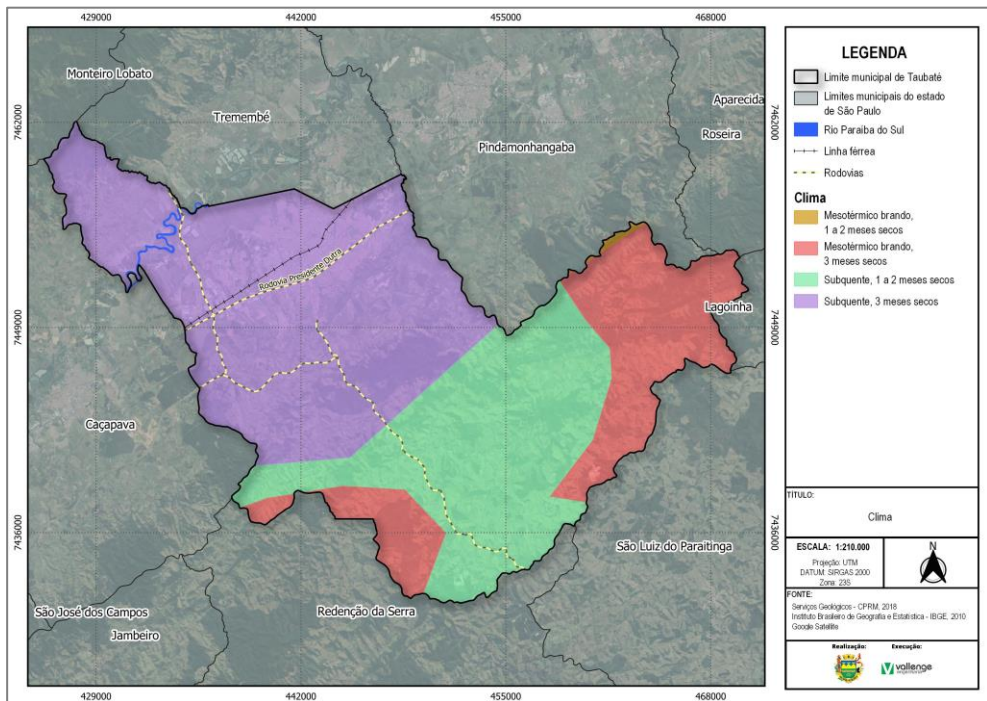 429000
442000
455000
468000
7462000
7462000
7449000
7449000
7436000
7436000
Monteiro Lobato
Tremembé
Pindamonhangaba
Aparecida
Roseira
Rodovia Presidente Dutra
Lagoinha
Caçapava
São Luiz do Paraitinga
São José dos Campos
Redenção da Serra
Jambeiro
429000
442000
455000
468000
LEGENDA
Limite municipal de Taubaté
Limites municipais do estado
de São Paulo
Rio Paraiba do Sul
Linha férrea
Rodovias
Clima
Mesotérmico brando,
1 a 2 meses secos
Mesotérmico brando,
3 meses secos
Subquente, 1 a 2 meses secos
Subquente, 3 meses secos
TÍTULO:
Clima
ESCALA: 1:210.000
Projeção: UTM
DATUM: SIRGAS 2000
Zona: 23S
N
FONTE:
Serviços Geológicos - CPRM, 2018
Instituto Brasileiro de Geografia e Estatística - IBGE, 2010
Google Satellite
Realização:
Execução:
vallenge